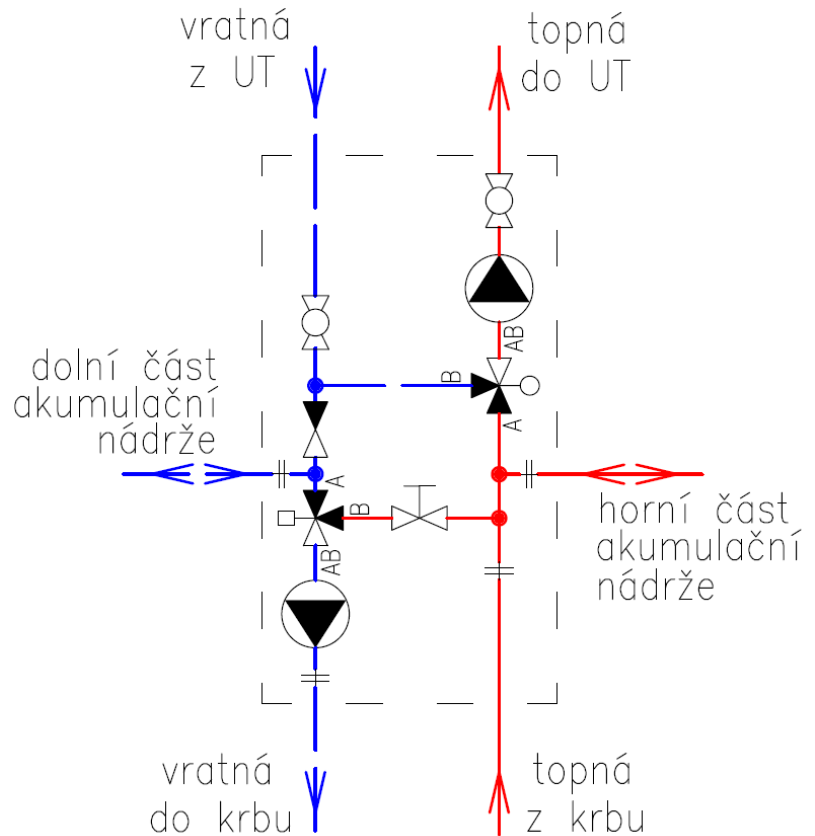 vratná
z UT
topná
do UT
AB
B
A
dolní část
akumulační
nádrže
A
B
AB
horní část
akumulační
nádrže
vratná
do krbu
topná
z krbu